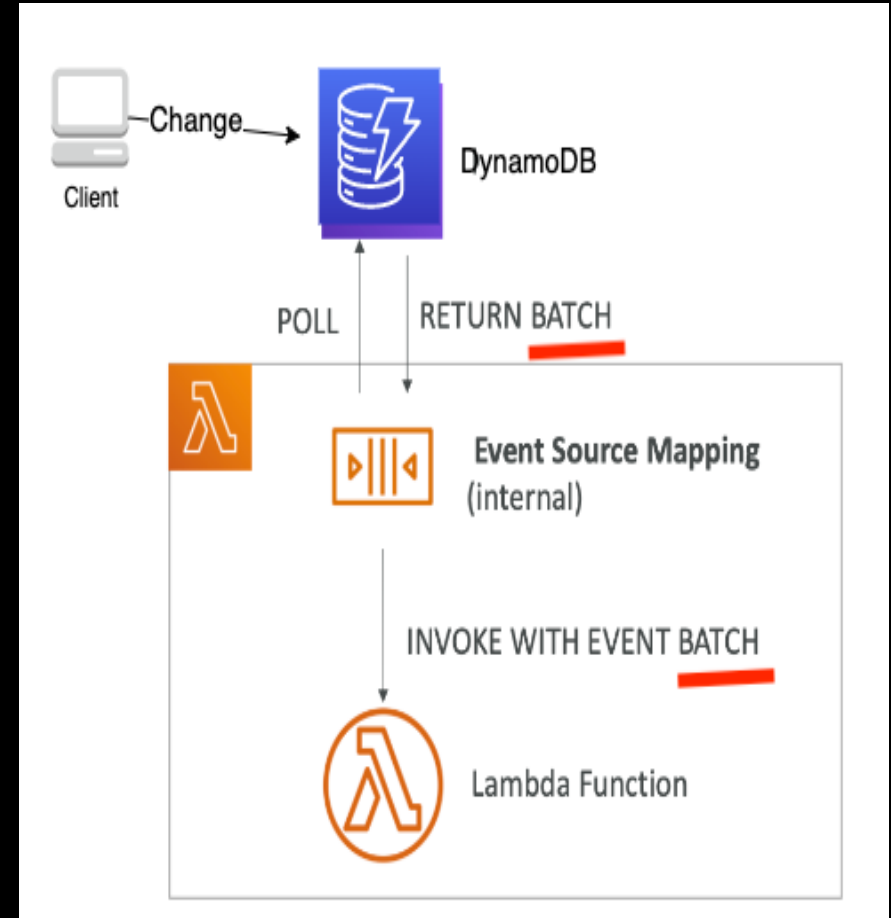 Change
DynamoDB
Client
POLL
RETURN BATCH
Event Source Mapping
(internal)
INVOKE WITH EVENT BATCH
Lambda Function